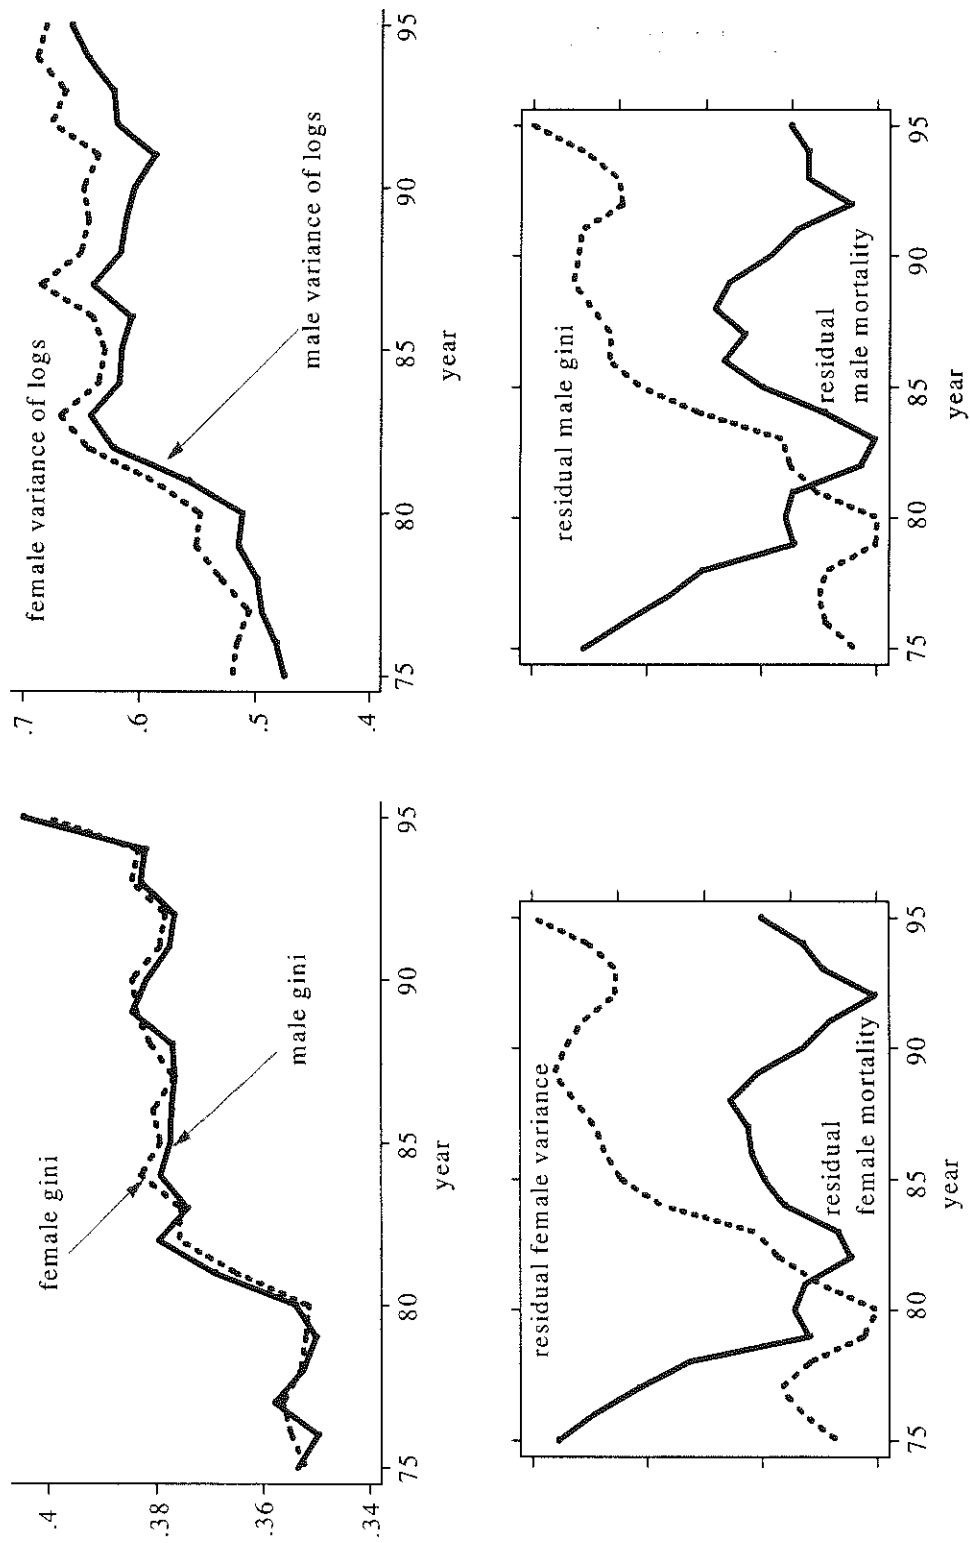 .4
.38
.36
.34
female gini
male gini
75
80
85
90
95
year
.7
.6
.5
.4
female variance of logs
male variance of logs
75
80
85
90
95
year
residual female variance
residual
female mortality
75
80
85
90
95
year
residual male gini
residual
male mortality
75
80
85
90
95
year